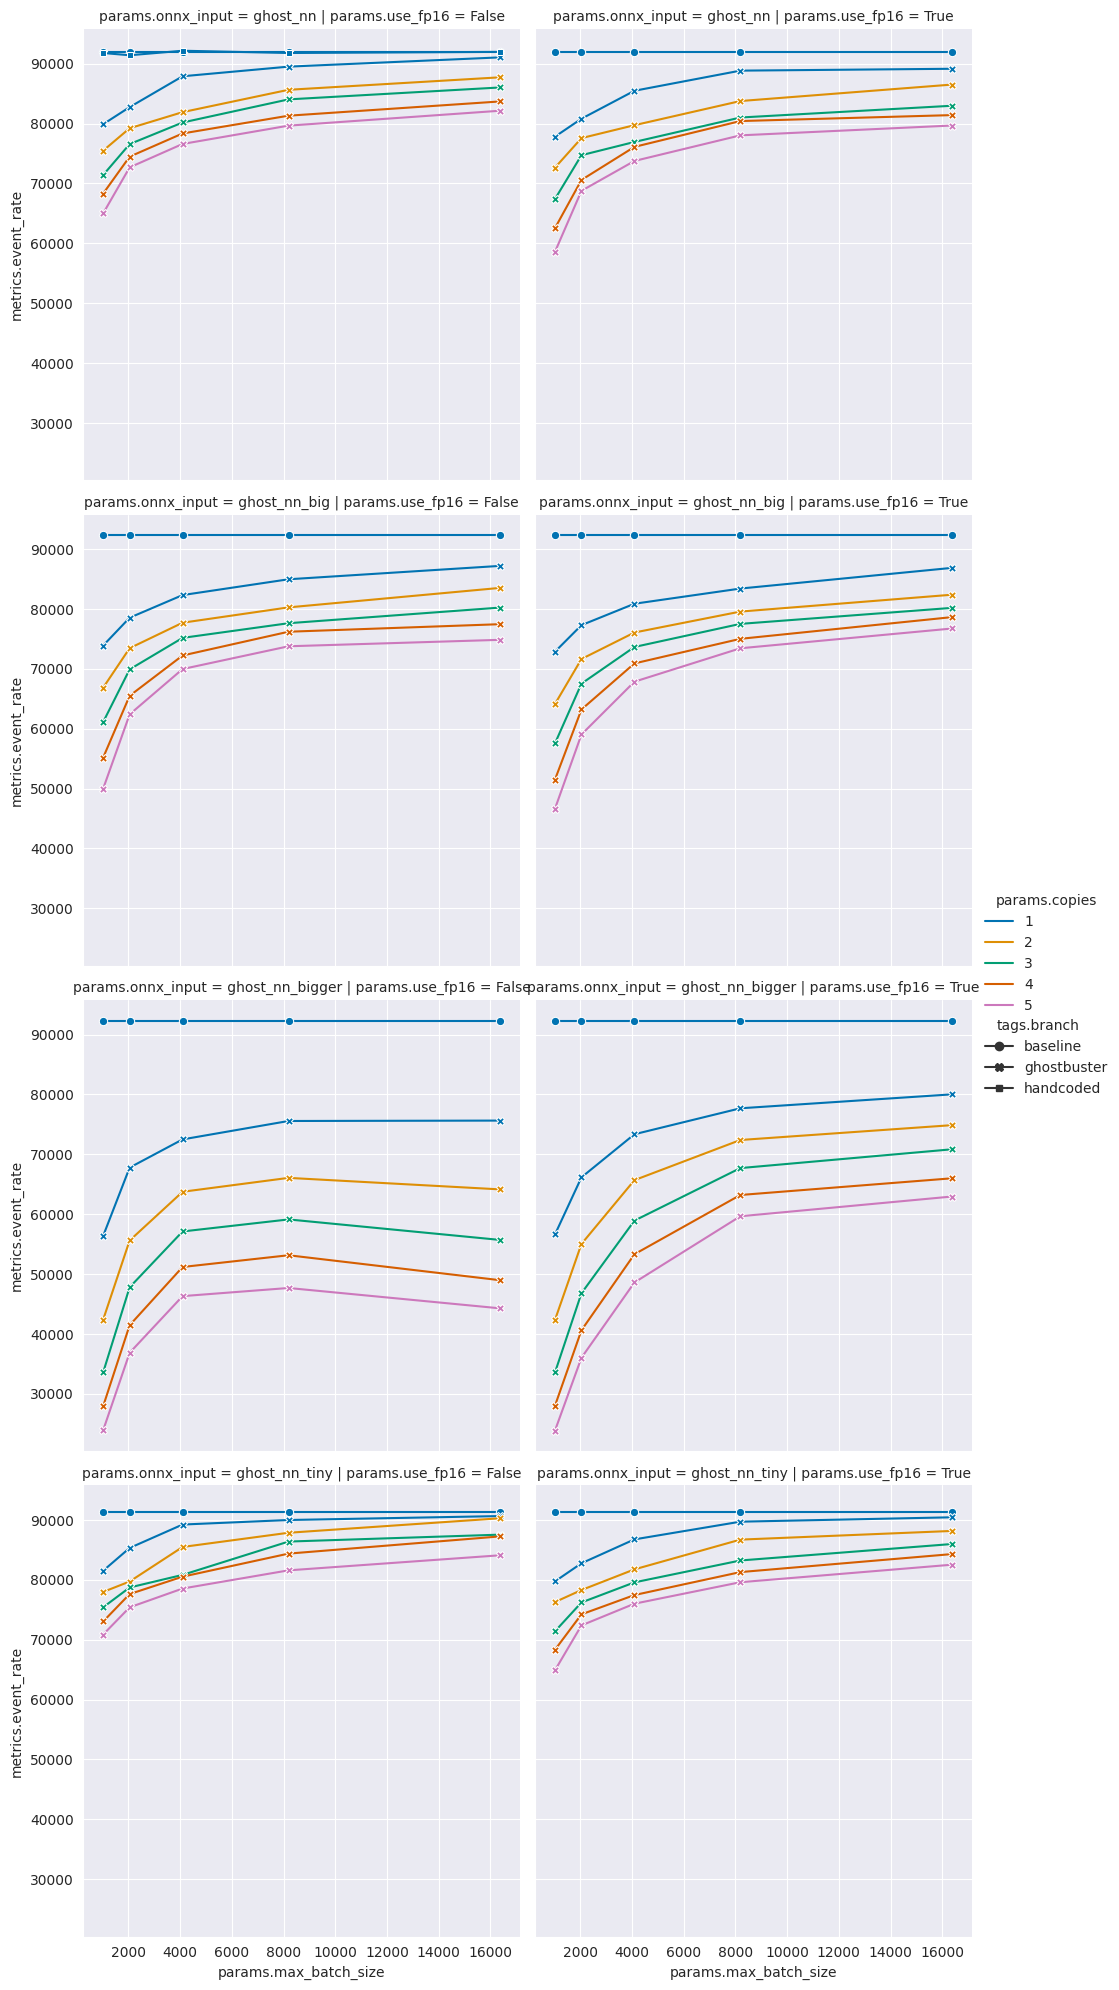 params.onnx_input = ghost_nn | params.use_fp16 = False
params.onnx_input = ghost_nn | params.use_fp16 = True
90000
80000
70000
60000
50000
40000
30000
metrics.event_rate
params.onnx_input = ghost_nn_big | params.use_fp16 = False
params.onnx_input = ghost_nn_big | params.use_fp16 = True
90000
80000
70000
60000
50000
40000
30000
metrics.event_rate
params.copies
1
2
3
4
5
tags.branch
baseline
ghostbuster
handcoded
params.onnx_input = ghost_nn_bigger | params.use_fp16 = False
params.onnx_input = ghost_nn_bigger | params.use_fp16 = True
90000
80000
70000
60000
50000
40000
30000
metrics.event_rate
params.onnx_input = ghost_nn_tiny | params.use_fp16 = False
params.onnx_input = ghost_nn_tiny | params.use_fp16 = True
90000
80000
70000
60000
50000
40000
30000
metrics.event_rate
2000 4000 6000 8000 10000 12000 14000 16000
params.max_batch_size
2000 4000 6000 8000 10000 12000 14000 16000
params.max_batch_size